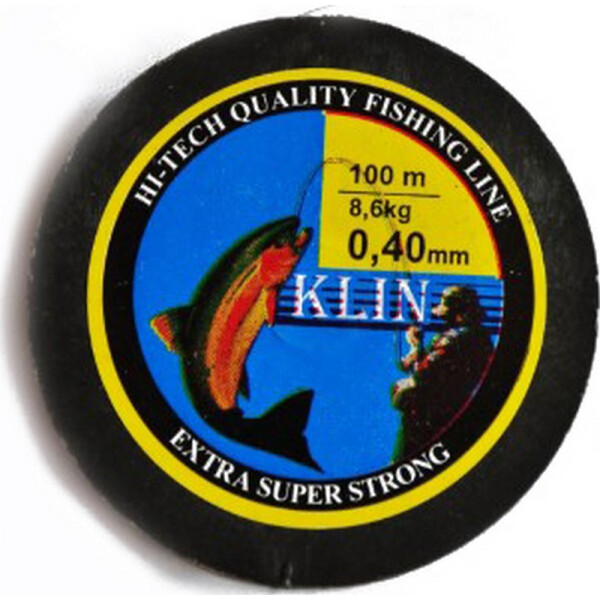 HI-TECH QUALITY FISHING LINE
100 m
8,6kg
0,40mm
KLIN
EXTRA SUPER STRONG